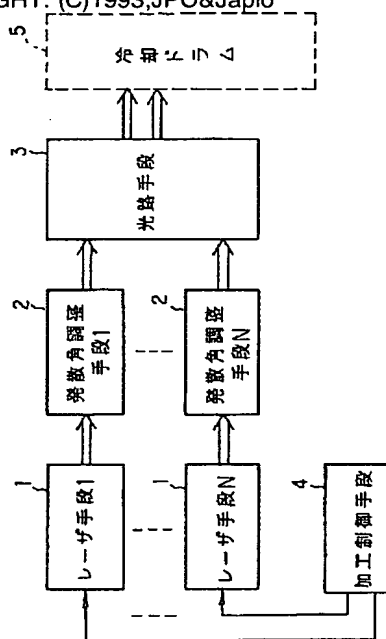 GHT: (C)1993,JPO&Japio
5
冷却ドラム
3
光路手段
2
発散角調整
手段1
2
発散角調整
手段N
1
レーザ手段1
1
レーザ手段N
4
加工制御手段